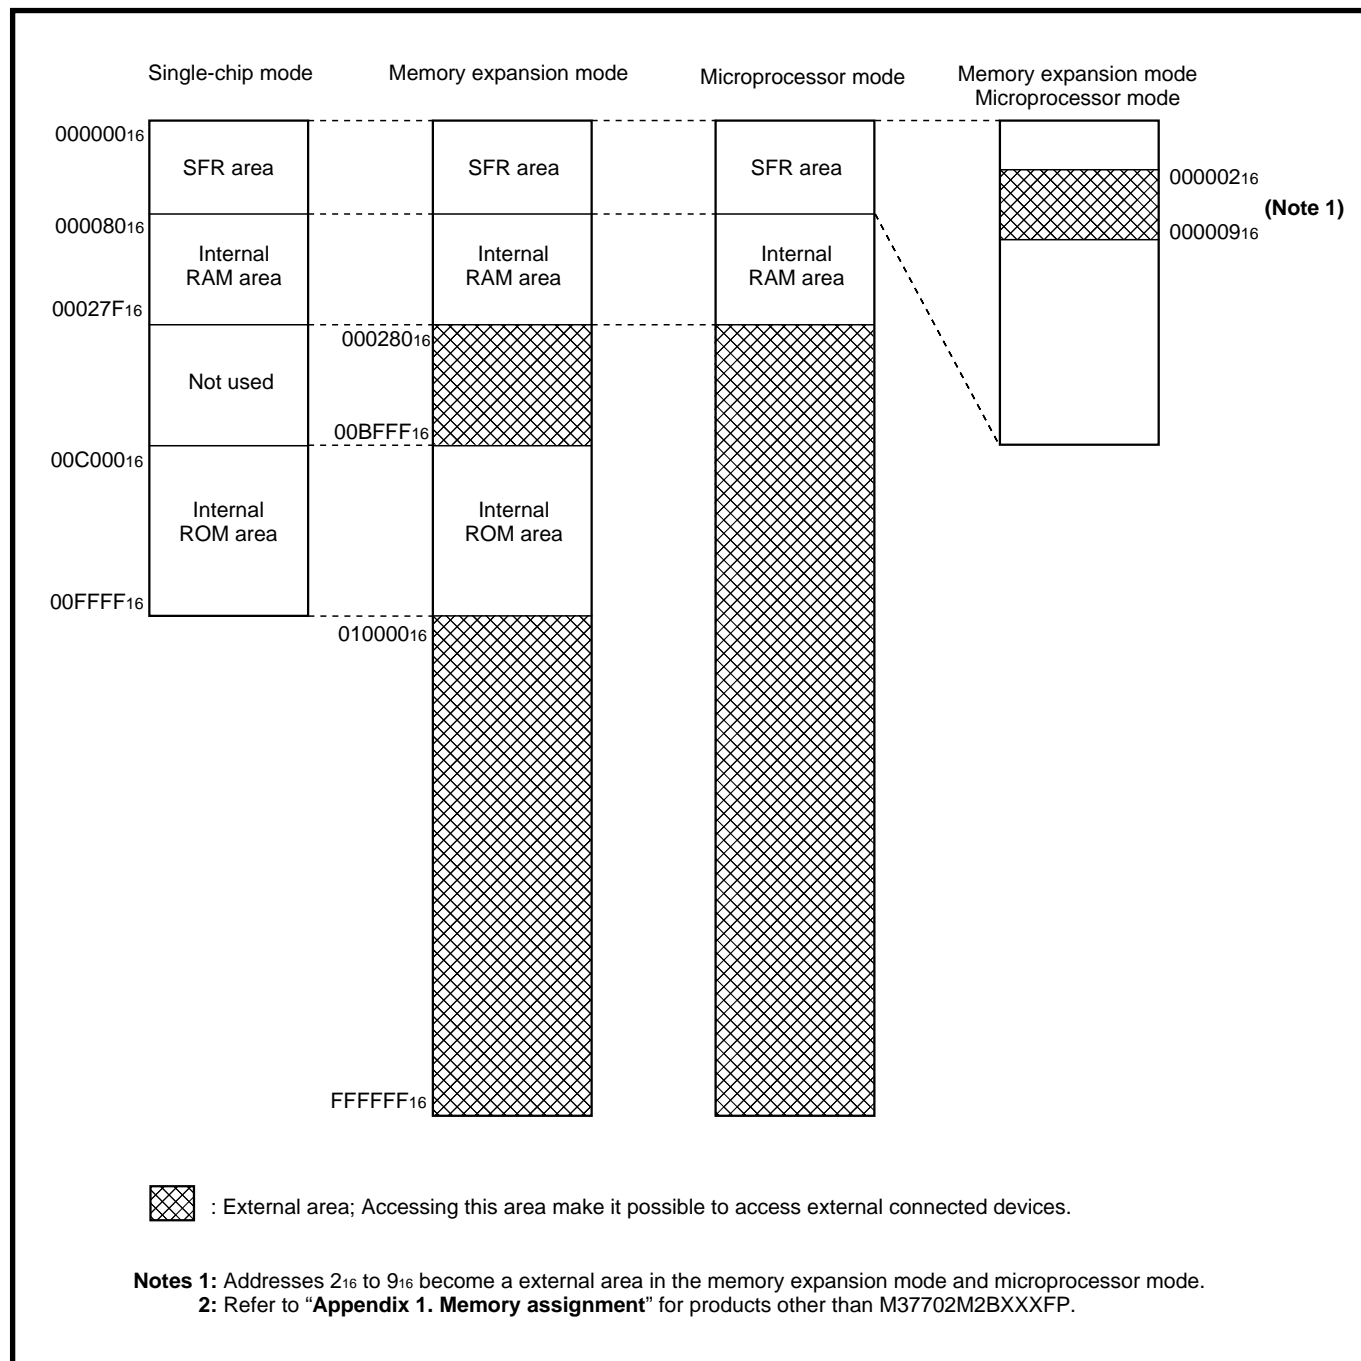 Single-chip mode
Memory expansion mode
Microprocessor mode
Memory expansion mode
Microprocessor mode
000000₁₆
SFR area
SFR area
SFR area
000002₁₆
(Note 1)
000009₁₆
000080₁₆
Internal
RAM area
Internal
RAM area
Internal
RAM area
00027F₁₆
000280₁₆
Not used
00BFFF₁₆
00C000₁₆
Internal
ROM area
Internal
ROM area
00FFFF₁₆
010000₁₆
FFFFFF₁₆
: External area; Accessing this area make it possible to access external connected devices.
Notes 1: Addresses 2₁₆ to 9₁₆ become a external area in the memory expansion mode and microprocessor mode.
2: Refer to “Appendix 1. Memory assignment” for products other than M37702M2BXXXFP.